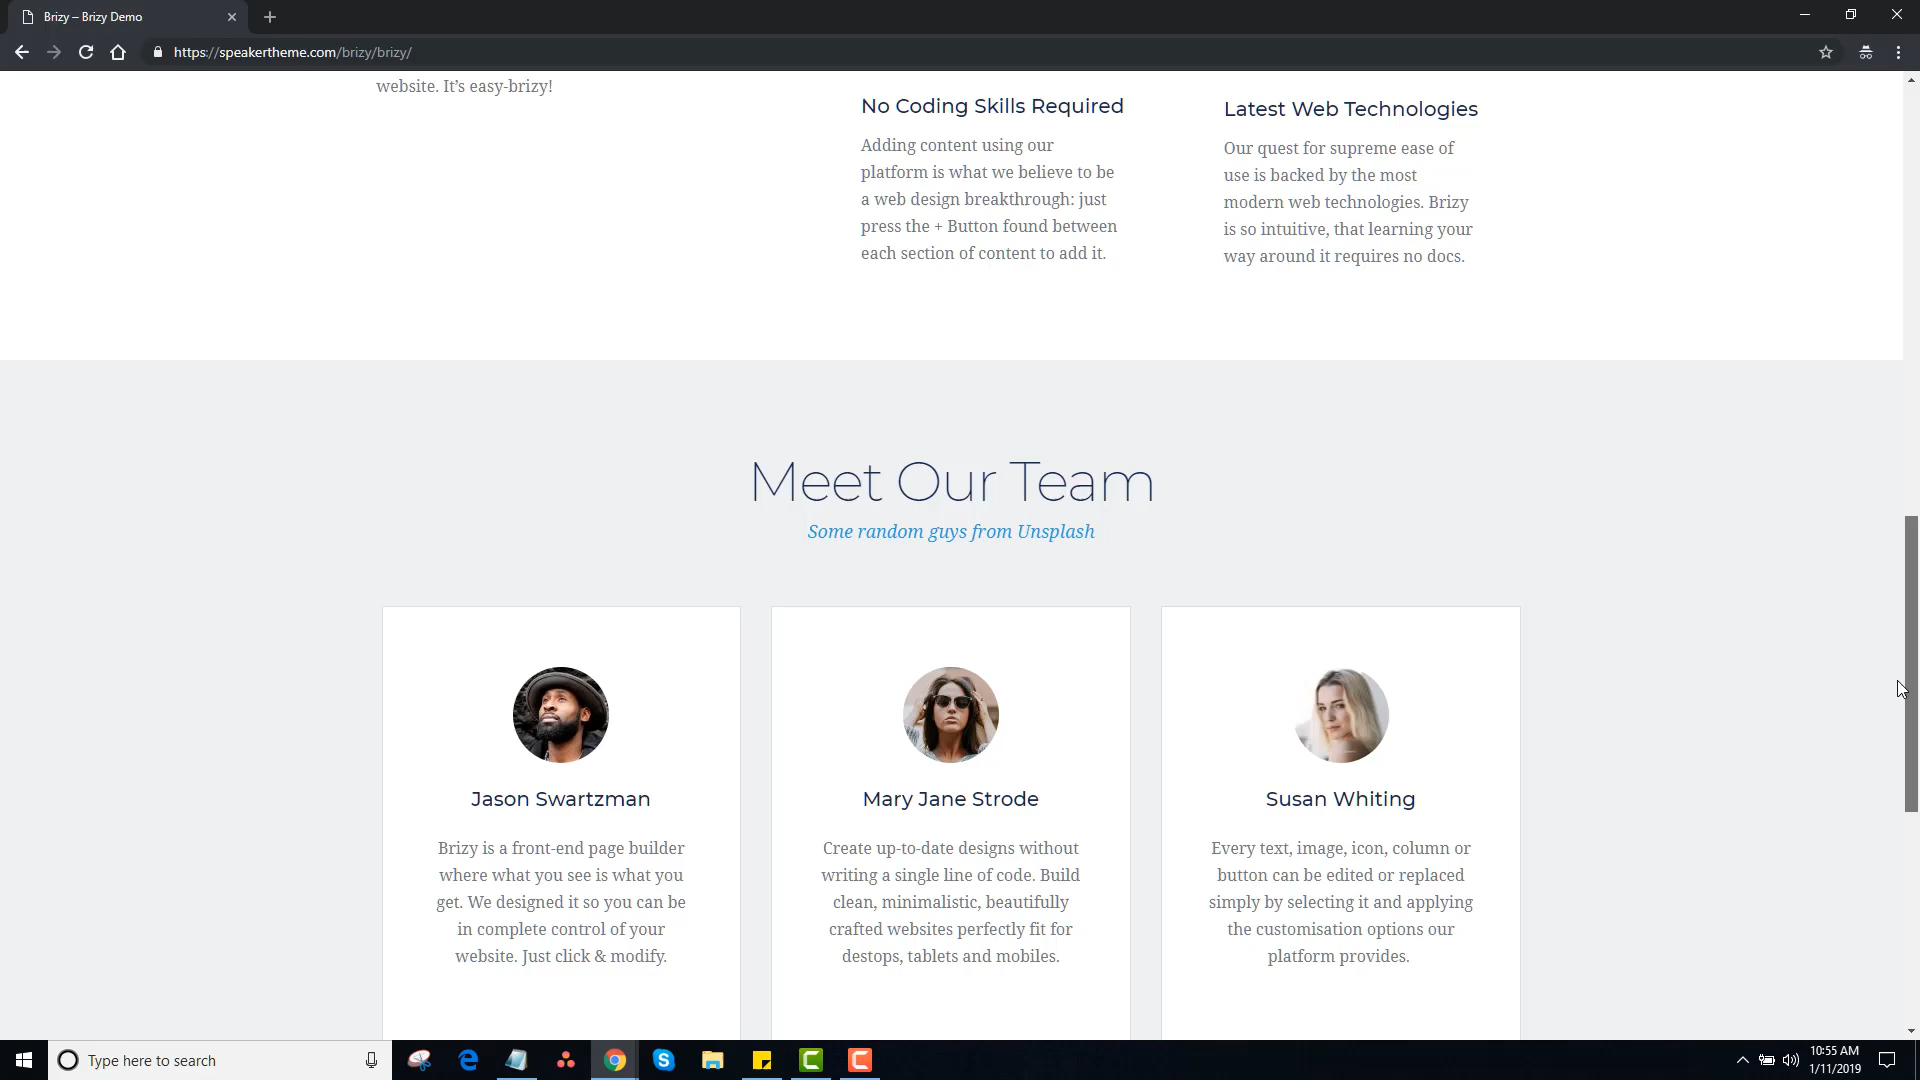 Brizy – Brizy Demo
https://speakertheme.com/brizy/brizy/
website. It’s easy-brizy!
No Coding Skills Required
Adding content using our
platform is what we believe to be
a web design breakthrough: just
press the + Button found between
each section of content to add it.
Latest Web Technologies
Our quest for supreme ease of
use is backed by the most
modern web technologies. Brizy
is so intuitive, that learning your
way around it requires no docs.
Meet Our Team
Some random guys from Unsplash
Jason Swartzman
Brizy is a front-end page builder
where what you see is what you
get. We designed it so you can be
in complete control of your
website. Just click & modify.
Mary Jane Strode
Create up-to-date designs without
writing a single line of code. Build
clean, minimalistic, beautifully
crafted websites perfectly fit for
destops, tablets and mobiles.
Susan Whiting
Every text, image, icon, column or
button can be edited or replaced
simply by selecting it and applying
the customisation options our
platform provides.
Type here to search
10:55 AM
1/11/2019